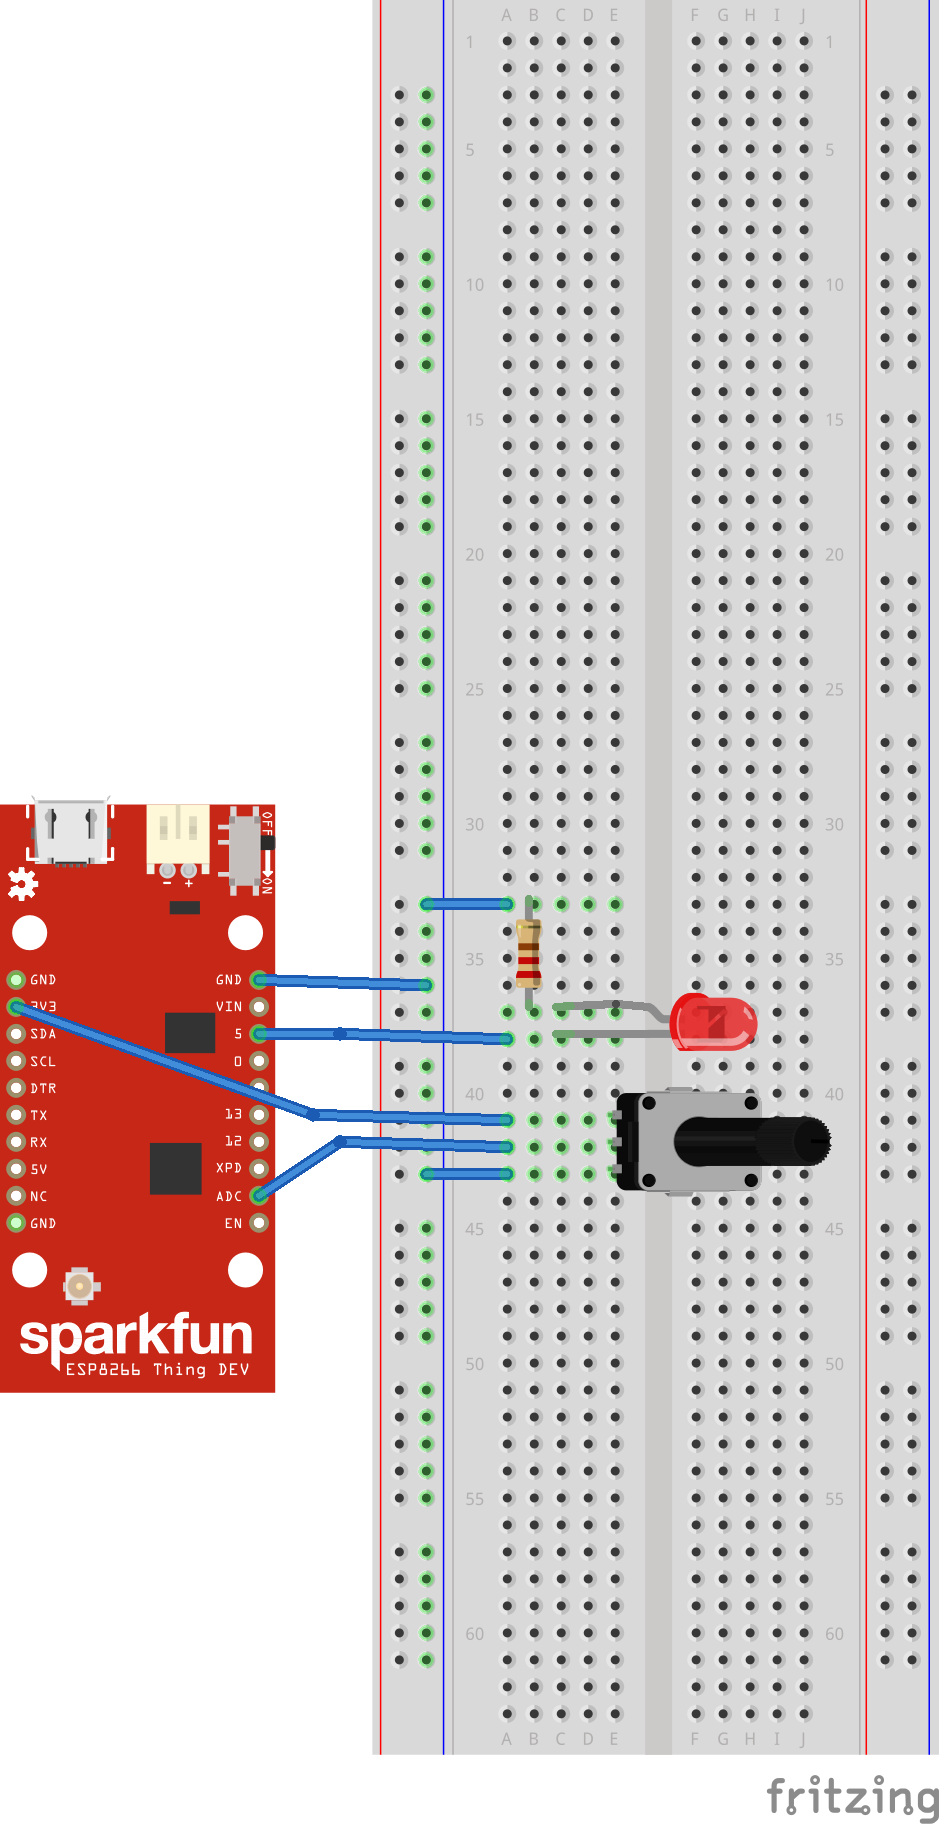 A B C D E F G H I J
1 1
5 5
10 10
15 15
20 20
25 25
30 30
OFF
ON
- +
35 35
GND GND
3V3 VIN
SDA 5
SCL 0
DTR
40 40
TX 13
RX 12
5V XPD
NC ADC
GND EN
45 45
sparkfun
ESP8266 Thing DEV
50 50
55 55
60 60
A B C D E F G H I J
fritzing